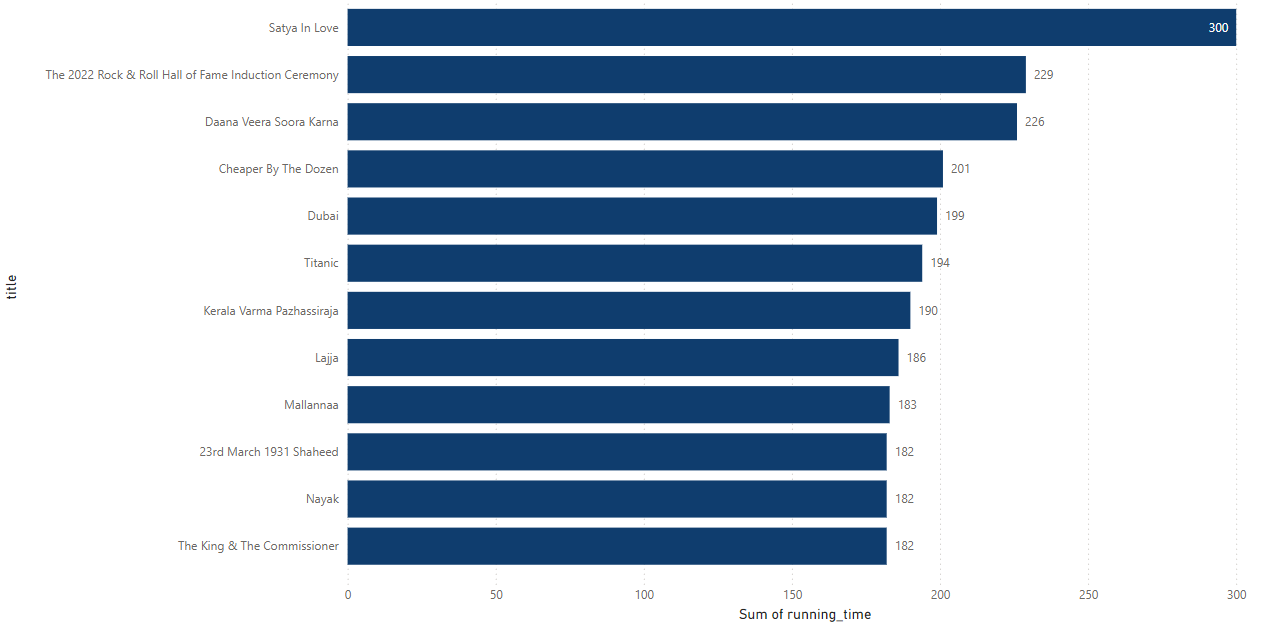 Satya In Love
300
The 2022 Rock & Roll Hall of Fame Induction Ceremony
229
Daana Veera Soora Karna
226
Cheaper By The Dozen
201
Dubai
199
Titanic
194
title
Kerala Varma Pazhassiraja
190
Lajja
186
Mallannaa
183
23rd March 1931 Shaheed
182
Nayak
182
The King & The Commissioner
182
0 50 100 150 200 250 300
Sum of running_time